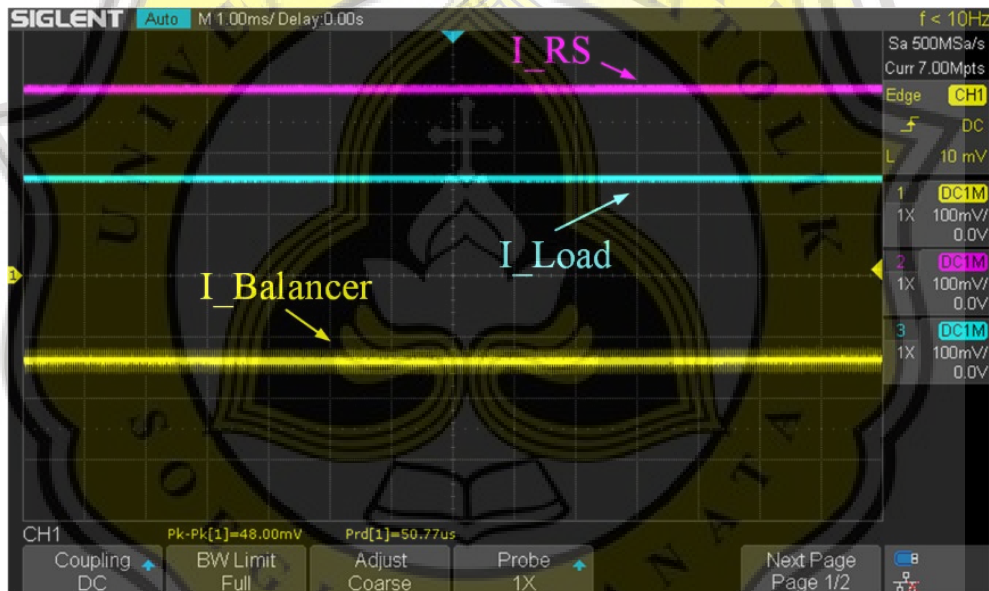 SIGLENT Auto M 1.00ms/ Delay:0.00s f < 10Hz
Sa 500MSa/s
Curr 7.00Mpts
Edge CH1
DC
L 10 mV
1 DC1M
1X 100mV/
0.0V
2 DC1M
1X 100mV/
0.0V
3 DC1M
1X 100mV/
0.0V
I_RS
I_Load
I_Balancer
1
CH1 Pk-Pk[1]=48.00mV Prd[1]=50.77us
Coupling
DC
BW Limit
Full
Adjust
Coarse
Probe
1X
Next Page
Page 1/2